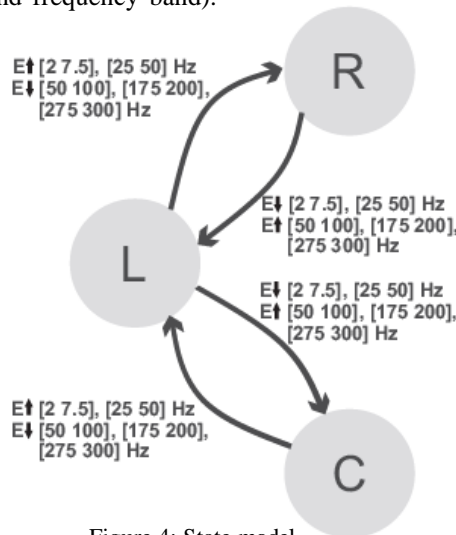 nd frequency band).
E⬆ [2 7.5], [25 50] Hz
E⬇ [50 100], [175 200],
[275 300] Hz
R
E⬇ [2 7.5], [25 50] Hz
E⬆ [50 100], [175 200],
[275 300] Hz
L
E⬇ [2 7.5], [25 50] Hz
E⬆ [50 100], [175 200],
[275 300] Hz
E⬆ [2 7.5], [25 50] Hz
E⬇ [50 100], [175 200],
[275 300] Hz
C
Figure 4: State model